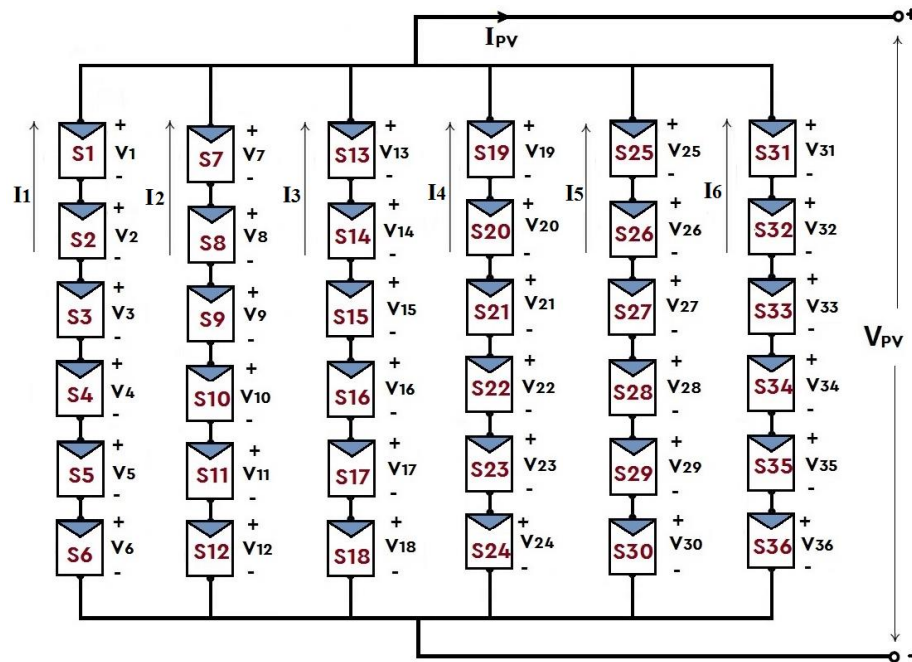 +
IPV
+ + + + + +
S1 V1 S7 V7 S13 V13 S19 V19 S25 V25 S31 V31
- - - - - -
I1 I2 I3 I4 I5 I6
+ + + + + +
S2 V2 S8 V8 S14 V14 S20 V20 S26 V26 S32 V32
- - - - - -
+ + + + + +
S3 V3 S9 V9 S15 V15 S21 V21 S27 V27 S33 V33
- - - - - -
VPV
+ + + + + +
S4 V4 S10 V10 S16 V16 S22 V22 S28 V28 S34 V34
- - - - - -
+ + + + + +
S5 V5 S11 V11 S17 V17 S23 V23 S29 V29 S35 V35
- - - - - -
+ + + + + +
S6 V6 S12 V12 S18 V18 S24 V24 S30 V30 S36 V36
- - - - - -
-